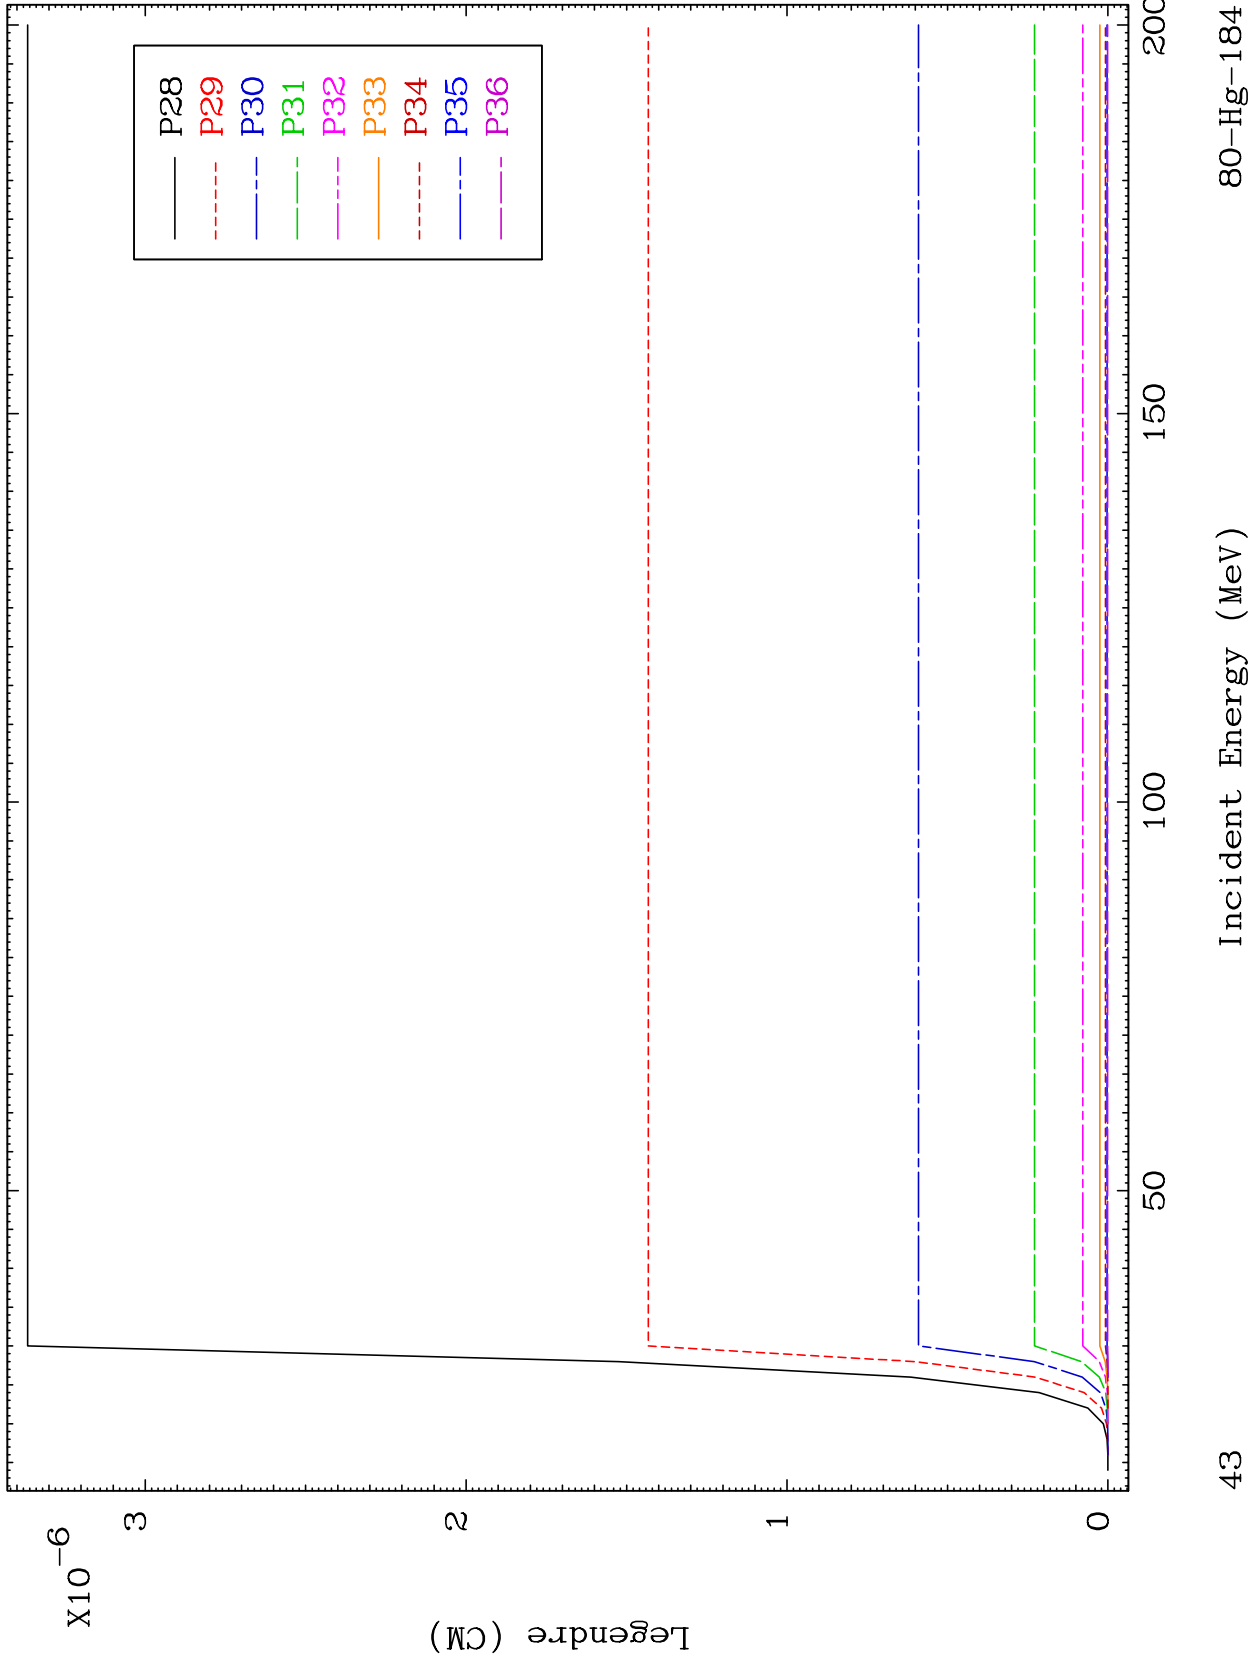 X10-6
3
2
1
0
Legendre (CM)
P28
P29
P30
P31
P32
P33
P34
P35
P36
50
100
150
200
Incident Energy (MeV)
43
80-Hg-184